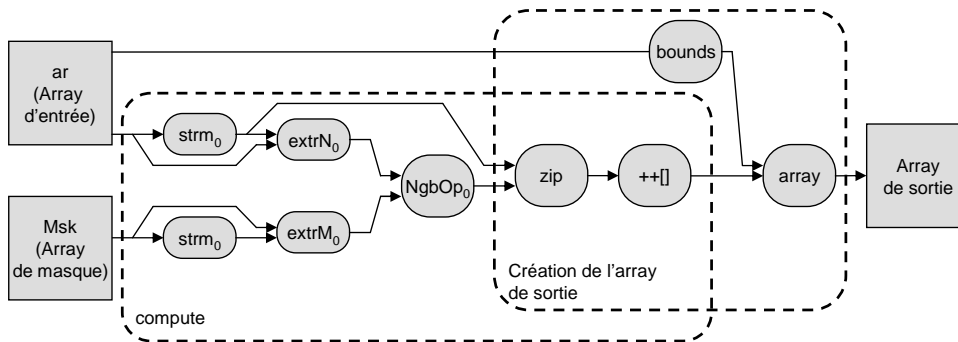 ar
(Array
d'entrée)
bounds
strm0
extrN0
NgbOp0
zip
++[]
array
Array
de sortie
Msk
(Array
de masque)
strm0
extrM0
Création de l'array
de sortie
compute